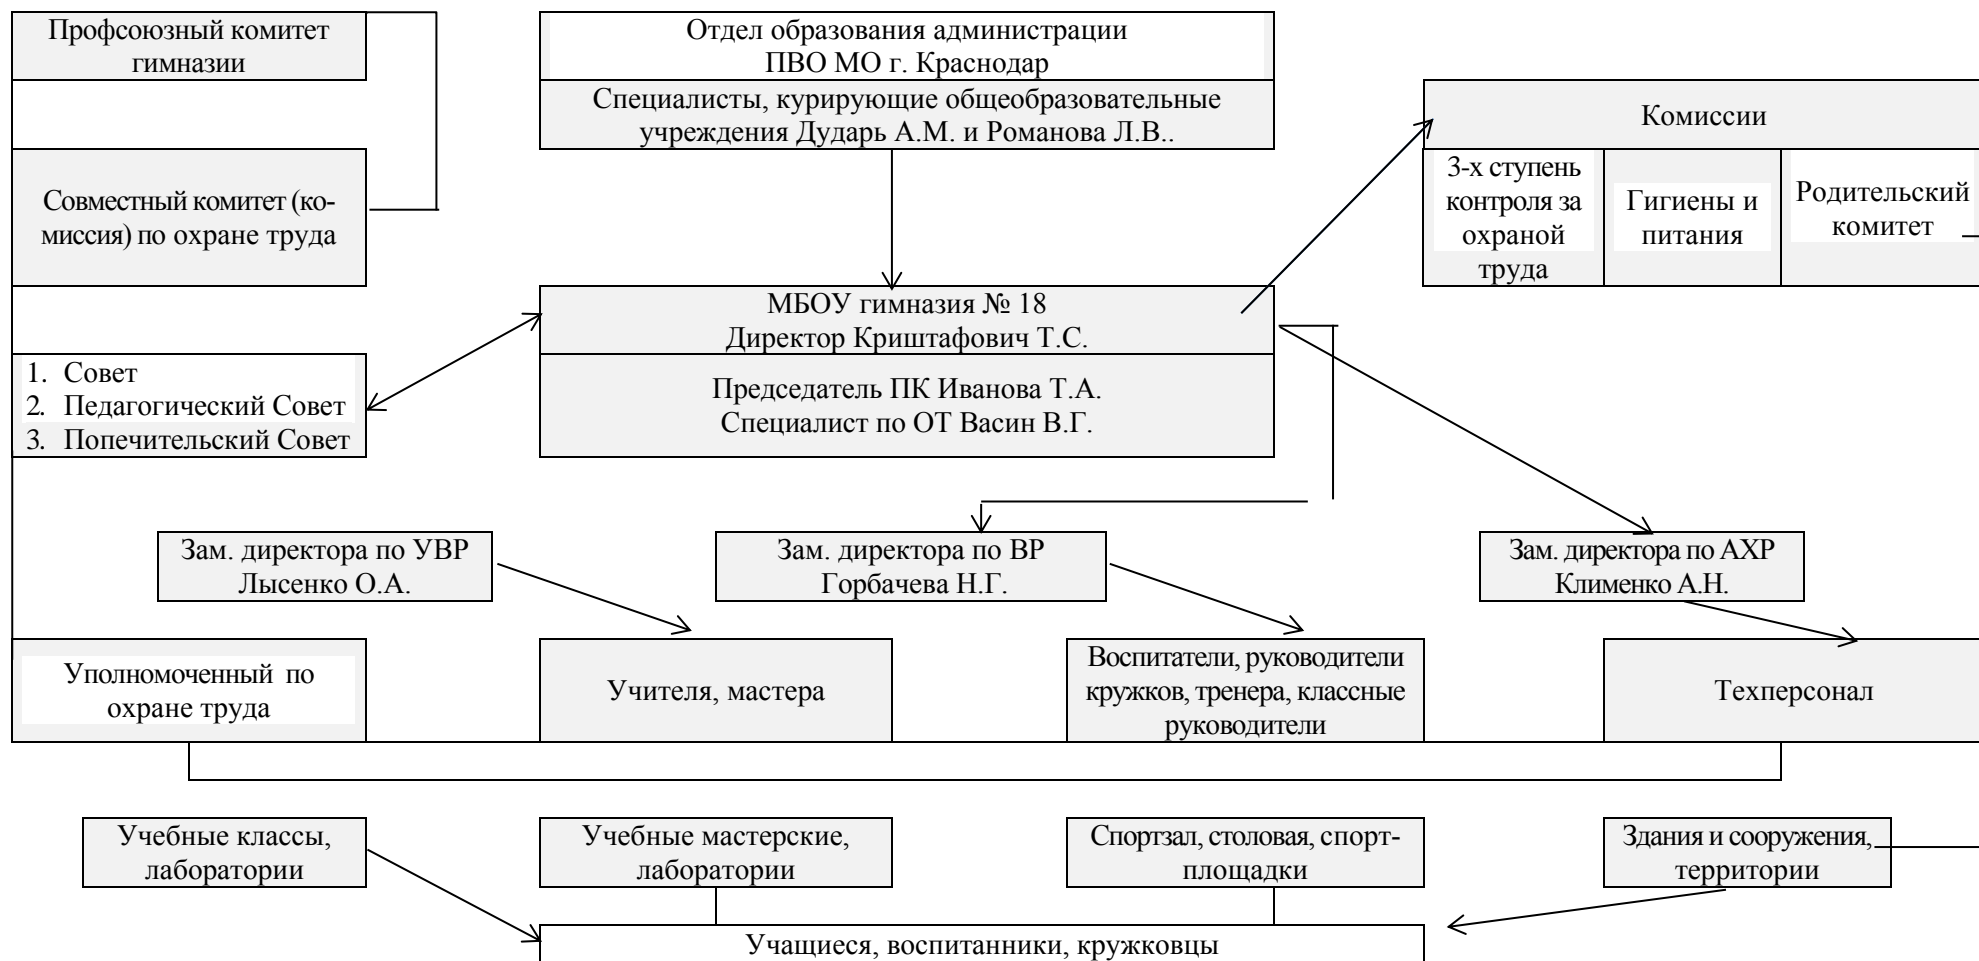 Профсоюзный комитет
гимназии
Отдел образования администрации
ПВО МО г. Краснодар
Специалисты, курирующие общеобразовательные
учреждения Дударь А.М. и Романова Л.В..
Комиссии
3-х ступень
контроля за
охраной
труда
Гигиены и
питания
Родительский
комитет
Совместный комитет (ко-
миссия) по охране труда
МБОУ гимназия № 18
Директор Криштафович Т.С.
Председатель ПК Иванова Т.А.
Специалист по ОТ Васин В.Г.
1. Совет
2. Педагогический Совет
3. Попечительский Совет
Зам. директора по УВР
Лысенко О.А.
Зам. директора по ВР
Горбачева Н.Г.
Зам. директора по АХР
Клименко А.Н.
Уполномоченный по
охране труда
Учителя, мастера
Воспитатели, руководители
кружков, тренера, классные
руководители
Техперсонал
Учебные классы,
лаборатории
Учебные мастерские,
лаборатории
Спортзал, столовая, спорт-
площадки
Здания и сооружения,
территории
Учащиеся, воспитанники, кружковцы